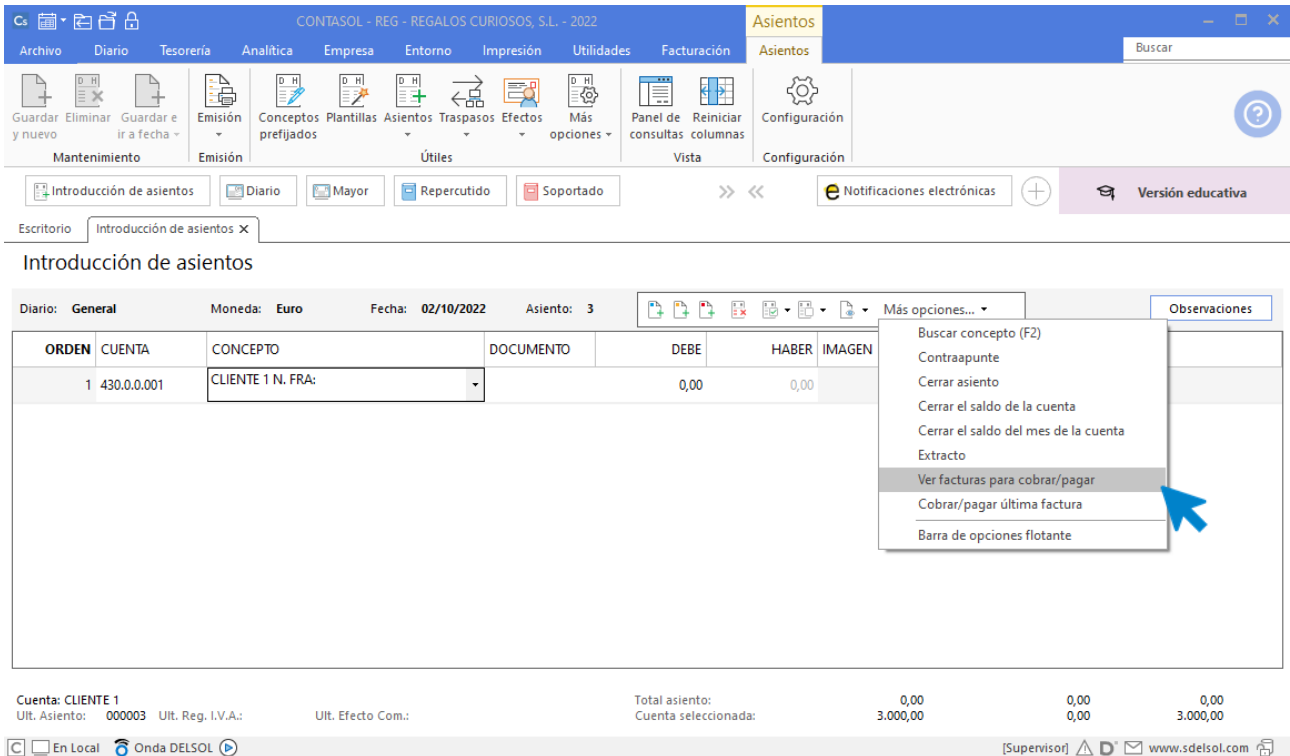 Cs CONTASOL - REG - REGALOS CURIOSOS, S.L. - 2022 Asientos
Archivo Diario Tesorería Analítica Empresa Entorno Impresión Utilidades Facturación Asientos Buscar
Guardar y nuevo
Eliminar
Guardar e ir a fecha
Emisión
Conceptos prefijados
Plantillas
Asientos
Traspasos
Efectos
Más opciones
Panel de consultas
Reiniciar columnas
Configuración
Mantenimiento Emisión Útiles Vista Configuración
Introducción de asientos Diario Mayor Repercutido Soportado Notificaciones electrónicas Versión educativa
Escritorio Introducción de asientos X
Introducción de asientos
Diario: General Moneda: Euro Fecha: 02/10/2022 Asiento: 3 Más opciones... Observaciones
ORDEN CUENTA CONCEPTO DOCUMENTO DEBE HABER IMAGEN
1 430.0.0.001 CLIENTE 1 N. FRA: 0,00 0,00
Buscar concepto (F2)
Contraapunte
Cerrar asiento
Cerrar el saldo de la cuenta
Cerrar el saldo del mes de la cuenta
Extracto
Ver facturas para cobrar/pagar
Cobrar/pagar última factura
Barra de opciones flotante
Cuenta: CLIENTE 1 Total asiento: 0,00 0,00 0,00
Ult. Asiento: 000003 Ult. Reg. I.V.A.: Ult. Efecto Com.: Cuenta seleccionada: 3.000,00 0,00 3.000,00
C En Local Onda DELSOL [Supervisor] D www.sdelsol.com